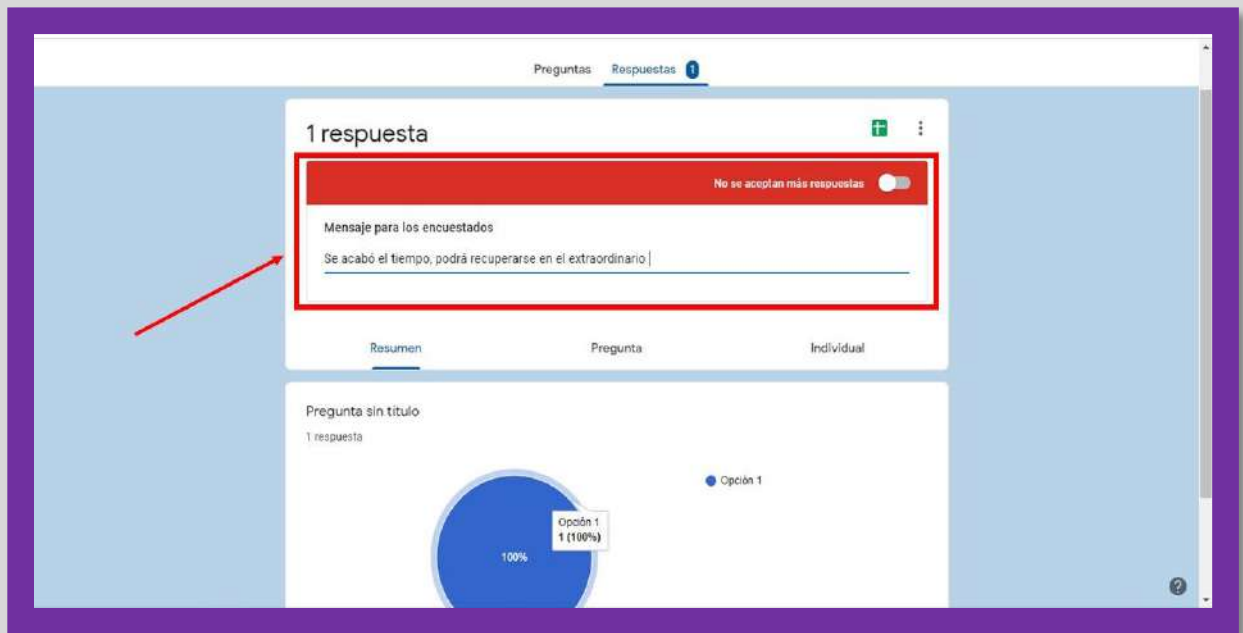 Preguntas Respuestas 1
1 respuesta
No se aceptan más respuestas
Mensaje para los encuestados
Se acabó el tiempo, podrá recuperarse en el extraordinario
Resumen Pregunta Individual
Pregunta sin título
1 respuesta
Opción 1
Opción 1
1 (100%)
100%